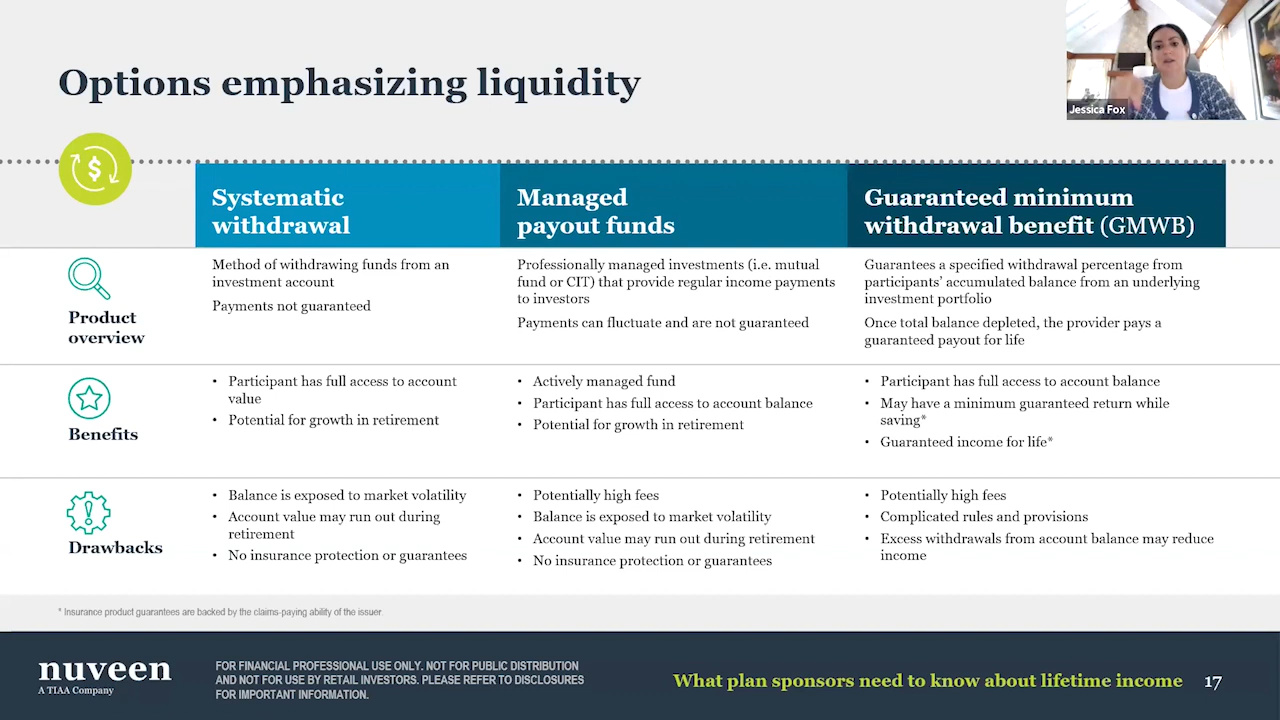 Options emphasizing liquidity
Jessica Fox
$
Systematic
withdrawal
Managed
payout funds
Guaranteed minimum
withdrawal benefit (GMWB)
Product
overview
Method of withdrawing funds from an
investment account
Payments not guaranteed
Professionally managed investments (i.e. mutual
fund or CIT) that provide regular income payments
to investors
Payments can fluctuate and are not guaranteed
Guarantees a specified withdrawal percentage from
participants’ accumulated balance from an underlying
investment portfolio
Once total balance depleted, the provider pays a
guaranteed payout for life
Benefits
• Participant has full access to account
value
• Potential for growth in retirement
• Actively managed fund
• Participant has full access to account balance
• Potential for growth in retirement
• Participant has full access to account balance
• May have a minimum guaranteed return while
saving*
• Guaranteed income for life*
Drawbacks
• Balance is exposed to market volatility
• Account value may run out during
retirement
• No insurance protection or guarantees
• Potentially high fees
• Balance is exposed to market volatility
• Account value may run out during retirement
• No insurance protection or guarantees
• Potentially high fees
• Complicated rules and provisions
• Excess withdrawals from account balance may reduce
income
* Insurance product guarantees are backed by the claims-paying ability of the issuer
nuveen
A TIAA Company
FOR FINANCIAL PROFESSIONAL USE ONLY. NOT FOR PUBLIC DISTRIBUTION
AND NOT FOR USE BY RETAIL INVESTORS. PLEASE REFER TO DISCLOSURES
FOR IMPORTANT INFORMATION.
What plan sponsors need to know about lifetime income 17